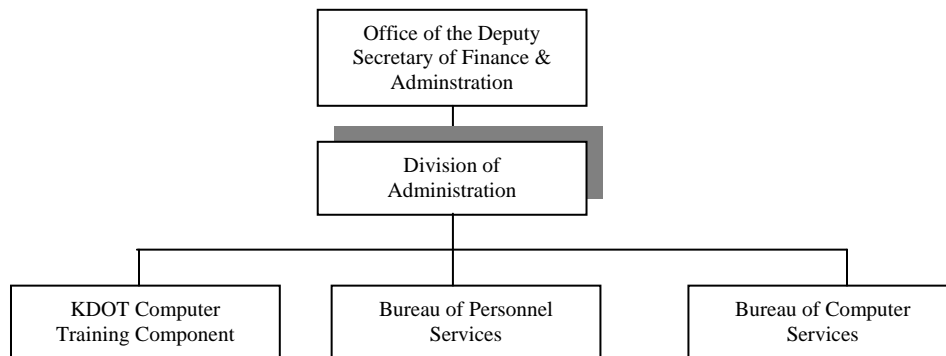 Office of the Deputy
Secretary of Finance &
Adminstration
Division of
Administration
KDOT Computer
Training Component
Bureau of Personnel
Services
Bureau of Computer
Services